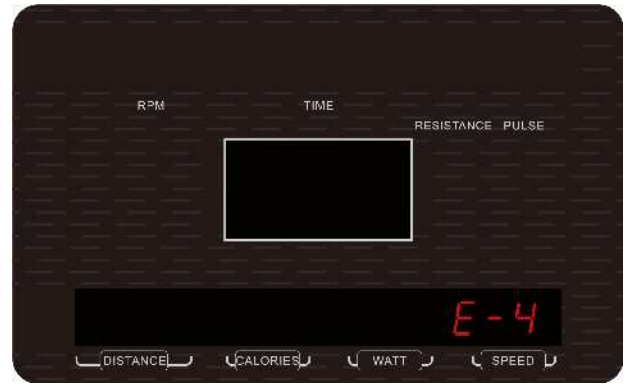 RPM TIME
RESISTANCE PULSE
E-4
DISTANCE CALORIES WATT SPEED